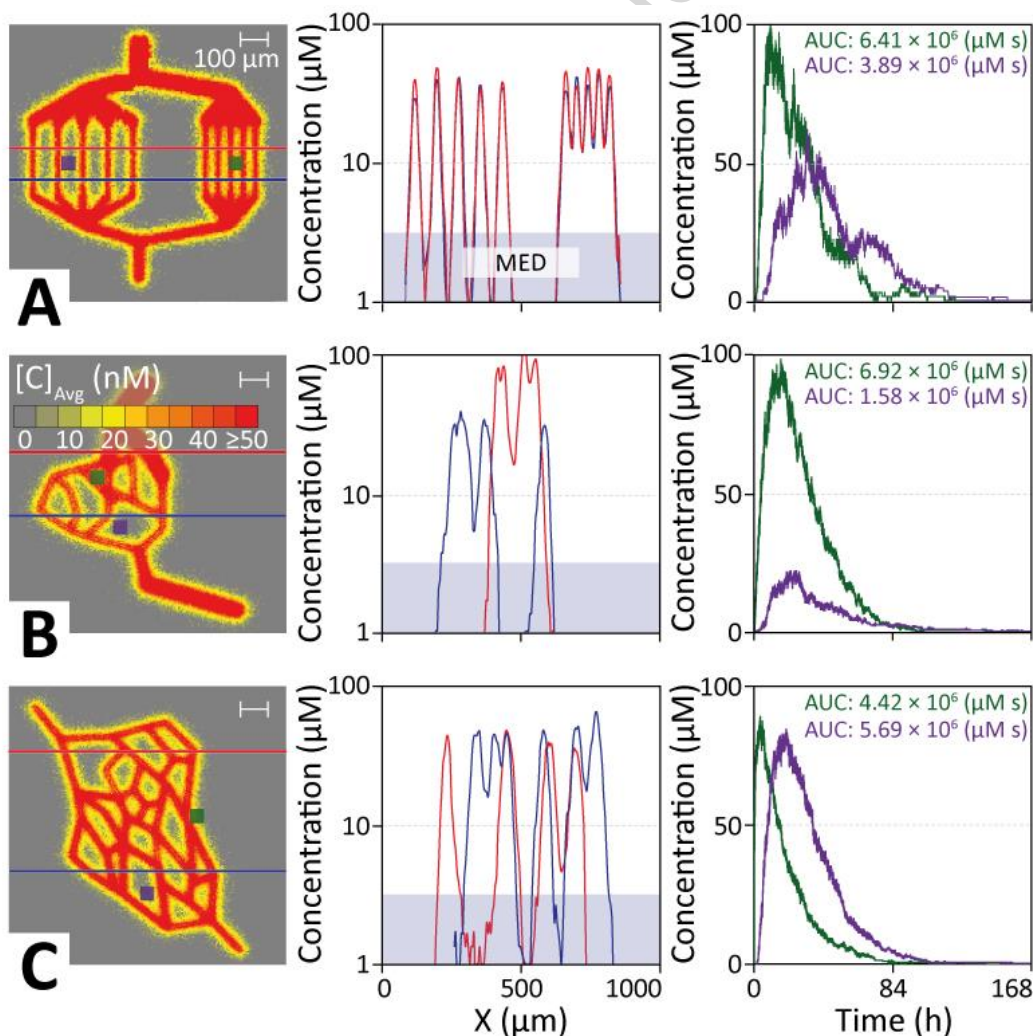 100 μm
A
Concentration (μM)
100
10
1
MED
Concentration (μM)
100
50
0
AUC: 6.41 × 10⁶ (μM s)
AUC: 3.89 × 10⁶ (μM s)
[C]Avg (nM)
0 10 20 30 40 ≥50
B
Concentration (μM)
100
10
1
Concentration (μM)
100
50
0
AUC: 6.92 × 10⁶ (μM s)
AUC: 1.58 × 10⁶ (μM s)
C
Concentration (μM)
100
10
1
0 500 1000
X (μm)
Concentration (μM)
100
50
0
AUC: 4.42 × 10⁶ (μM s)
AUC: 5.69 × 10⁶ (μM s)
0 84 168
Time (h)